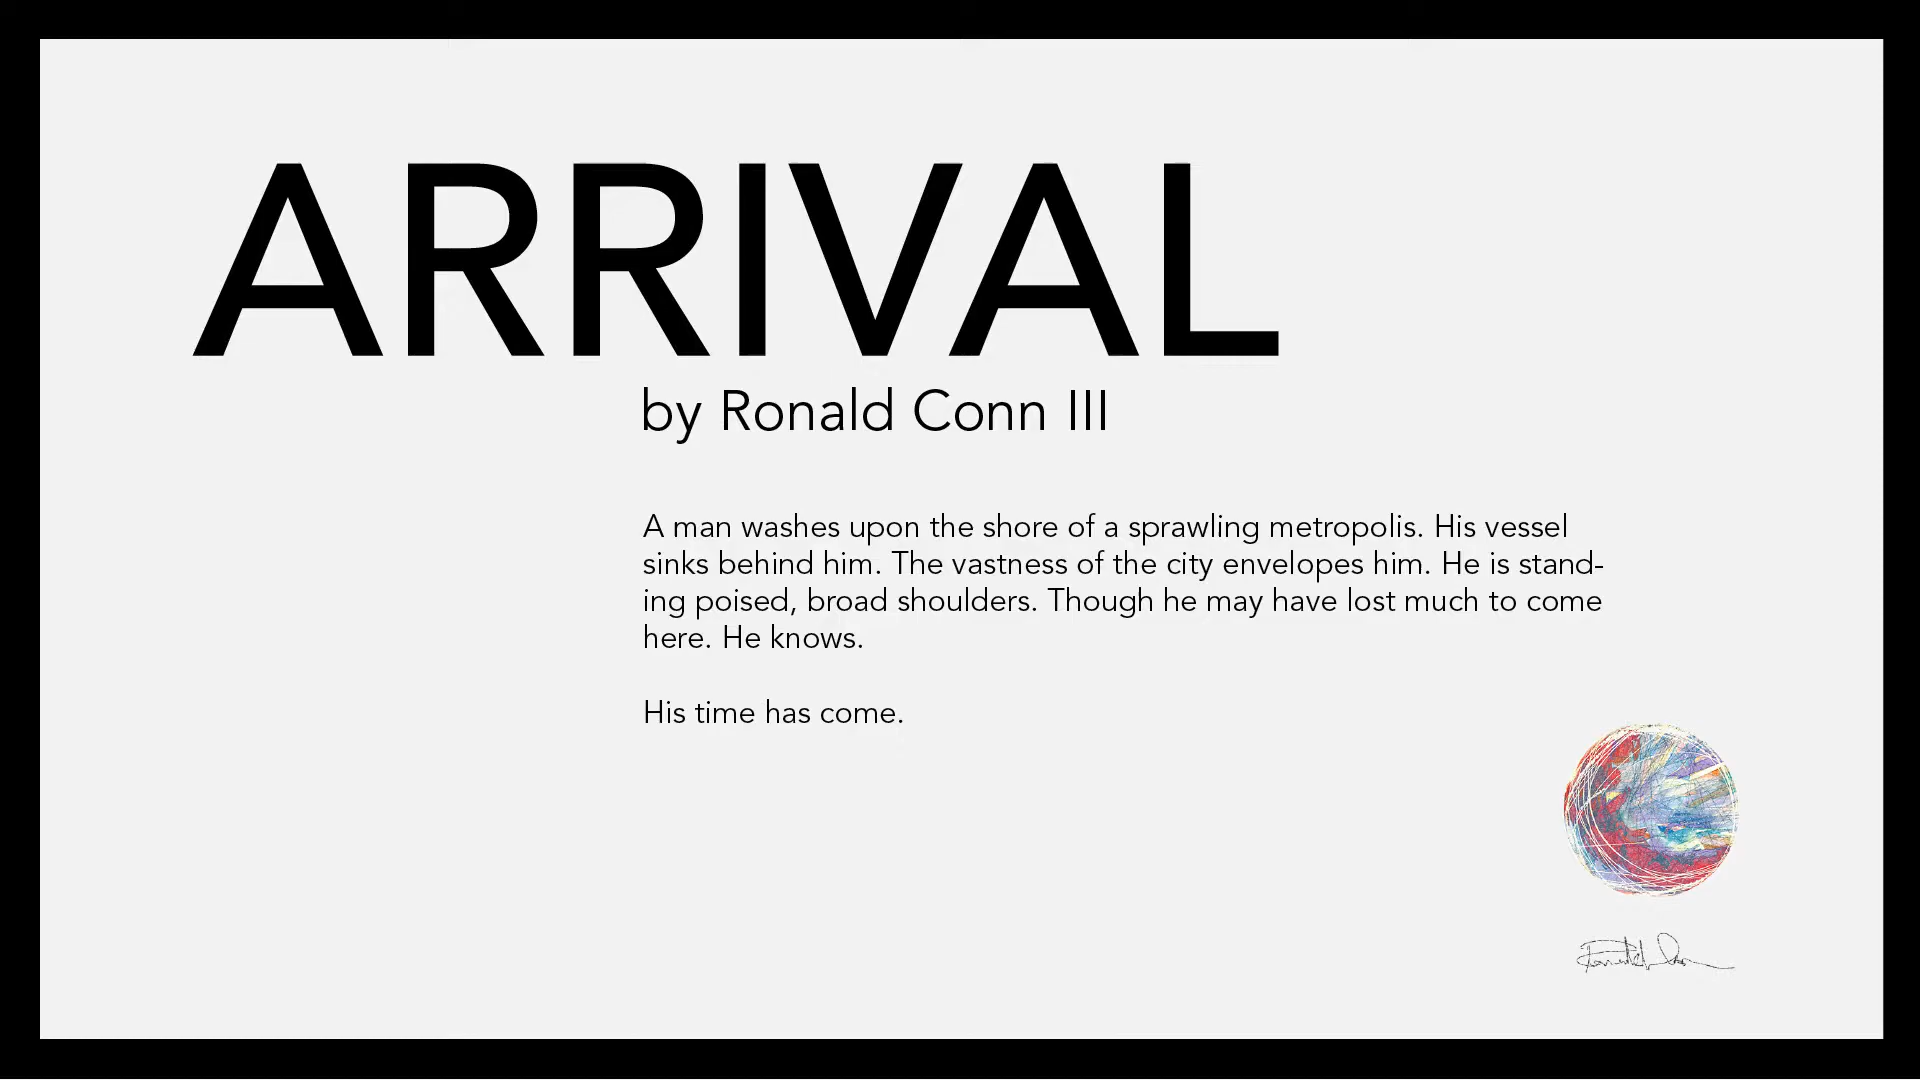 ARRIVAL
by Ronald Conn III
A man washes upon the shore of a sprawling metropolis. His vessel
sinks behind him. The vastness of the city envelopes him. He is stand-
ing poised, broad shoulders. Though he may have lost much to come
here. He knows.
His time has come.